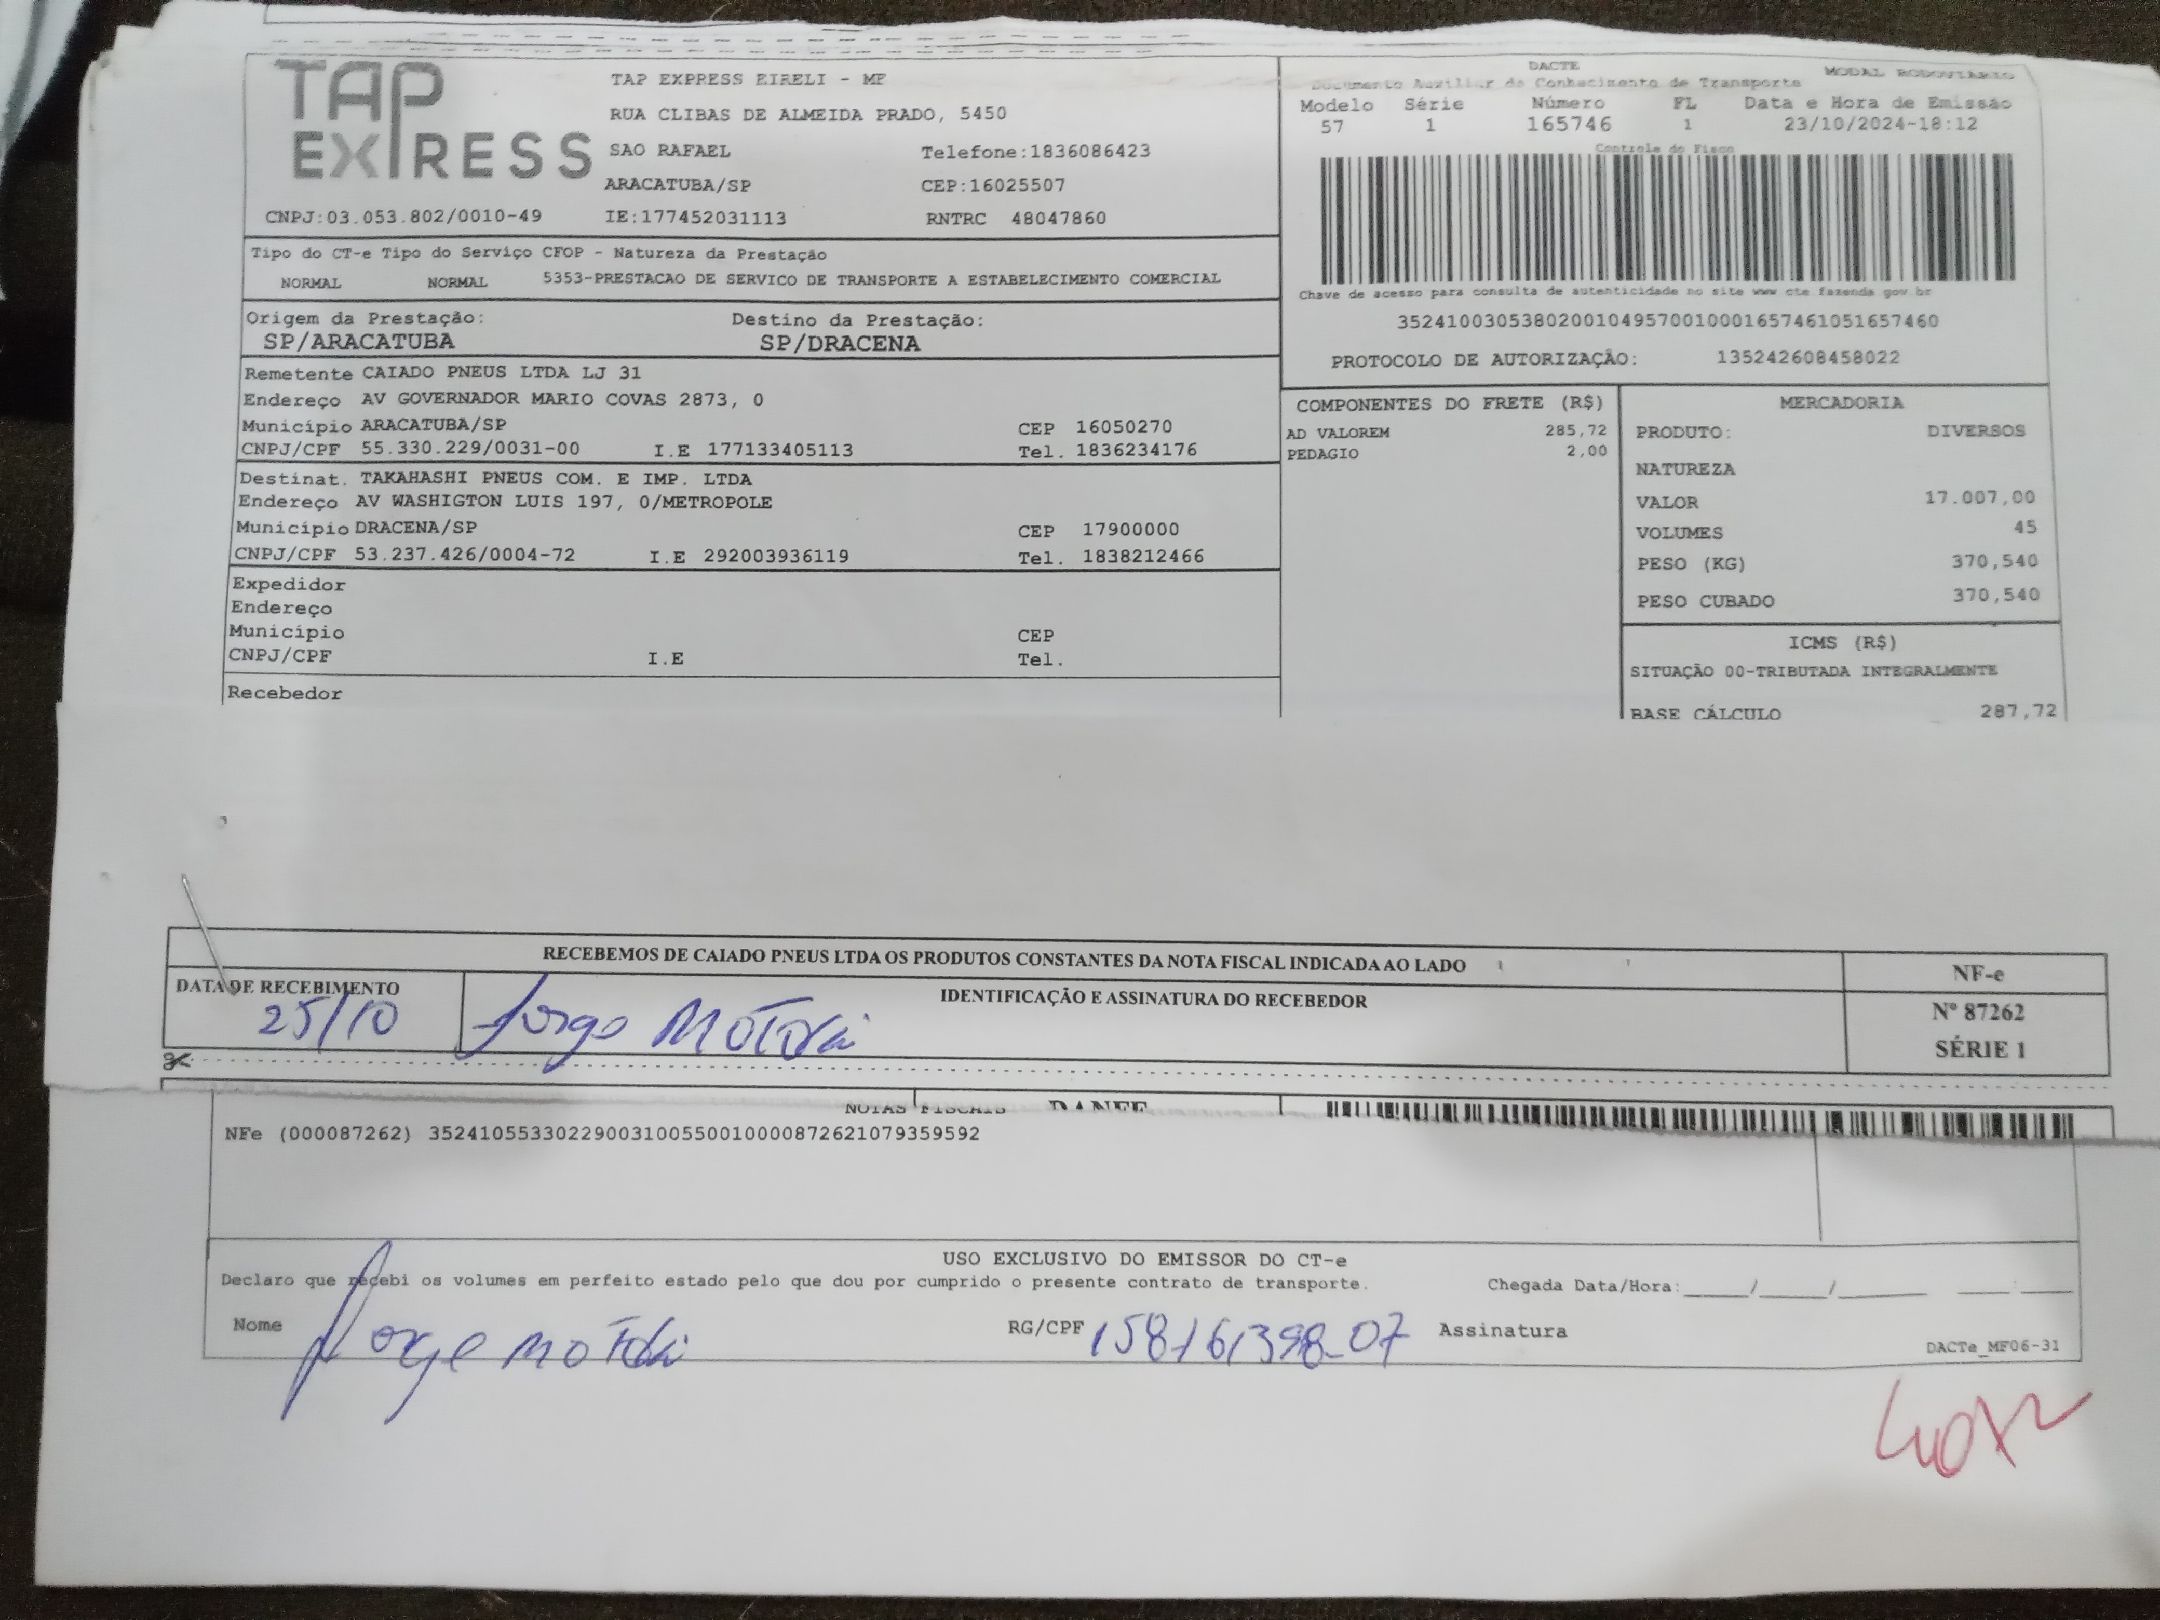 TAP
EXPRESS
TAP EXPRESS EIRELI - ME
RUA CLIBAS DE ALMEIDA PRADO, 5450
SAO RAFAEL Telefone:1836086423
ARACATUBA/SP CEP:16025507
CNPJ:03.053.802/0010-49 IE:177452031113 RNTRC 48047860
DACTE
Documento Auxiliar do Conhecimento de Transporte MODAL RODOVIARIO
Modelo Série Número FL Data e Hora de Emissão
57 1 165746 1 23/10/2024-18:12
Controle do Fisco
Chave de acesso para consulta de autenticidade no site www cte fazenda gov.br
35241003053802001049570010001657461051657460
PROTOCOLO DE AUTORIZAÇÃO: 135242608458022
Tipo do CT-e Tipo do Serviço CFOP - Natureza da Prestação
NORMAL NORMAL 5353-PRESTACAO DE SERVICO DE TRANSPORTE A ESTABELECIMENTO COMERCIAL
Origem da Prestação: Destino da Prestação:
SP/ARACATUBA SP/DRACENA
Remetente CAIADO PNEUS LTDA LJ 31
Endereço AV GOVERNADOR MARIO COVAS 2873, 0
Município ARACATUBA/SP CEP 16050270
CNPJ/CPF 55.330.229/0031-00 I.E 177133405113 Tel. 1836234176
Destinat. TAKAHASHI PNEUS COM. E IMP. LTDA
Endereço AV WASHIGTON LUIS 197, 0/METROPOLE
Município DRACENA/SP CEP 17900000
CNPJ/CPF 53.237.426/0004-72 I.E 292003936119 Tel. 1838212466
Expedidor
Endereço
Município CEP
CNPJ/CPF I.E Tel.
Recebedor
COMPONENTES DO FRETE (R$)
AD VALOREM 285,72
PEDAGIO 2,00
MERCADORIA
PRODUTO: DIVERSOS
NATUREZA
VALOR 17.007,00
VOLUMES 45
PESO (KG) 370,540
PESO CUBADO 370,540
ICMS (R$)
SITUAÇÃO 00-TRIBUTADA INTEGRALMENTE
BASE CÁLCULO 287,72
RECEBEMOS DE CAIADO PNEUS LTDA OS PRODUTOS CONSTANTES DA NOTA FISCAL INDICADA AO LADO
NF-e
Nº 87262
SÉRIE 1
DATA DE RECEBIMENTO
25/10
IDENTIFICAÇÃO E ASSINATURA DO RECEBEDOR
Jorge
NOTAS FISCAIS DANFE
NFe (000087262) 35241055330229003100550010000872621079359592
USO EXCLUSIVO DO EMISSOR DO CT-e
Declaro que recebi os volumes em perfeito estado pelo que dou por cumprido o presente contrato de transporte. Chegada Data/Hora:____/____/____ ___:___
Nome Jorge RG/CPF 158161398-07 Assinatura
DACTe_MF06-31